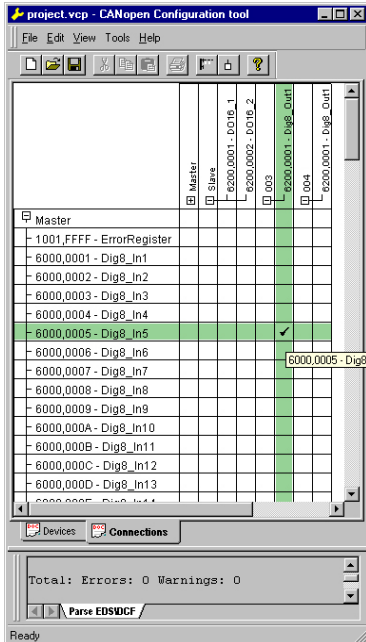 project.vcp - CANopen Configuration tool
File Edit View Tools Help
Master
Slave
6200,0001 - DO16_1
6200,0002 - DO16_2
003
6200,0001 - Dig8_Out1
004
6200,0001 - Dig8_Out1
Master
1001,FFFF - ErrorRegister
6000,0001 - Dig8_In1
6000,0002 - Dig8_In2
6000,0003 - Dig8_In3
6000,0004 - Dig8_In4
6000,0005 - Dig8_In5
6000,0006 - Dig8_In6
6000,0005 - Dig8
6000,0007 - Dig8_In7
6000,0008 - Dig8_In8
6000,0009 - Dig8_In9
6000,000A - Dig8_In10
6000,000B - Dig8_In11
6000,000C - Dig8_In12
6000,000D - Dig8_In13
Devices Connections
Total: Errors: 0 Warnings: 0
Parse EDS\DCF
Ready